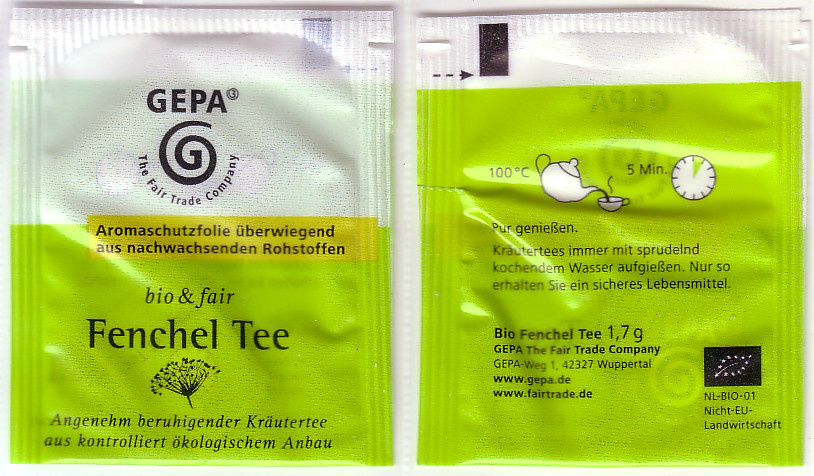 GEPA
The Fair Trade Company
Aromaschutzfolie überwiegend
aus nachwachsenden Rohstoffen
bio & fair
Fenchel Tee
Angenehm beruhigender Kräutertee
aus kontrolliert ökologischem Anbau
100°C
5 Min.
Pur genießen.
Kräutertees immer mit sprudelnd
kochendem Wasser aufgießen. Nur so
erhalten Sie ein sicheres Lebensmittel.
Bio Fenchel Tee 1,7 g
GEPA The Fair Trade Company
GEPA-Weg 1, 42327 Wuppertal
www.gepa.de
www.fairtrade.de
NL-BIO-01
Nicht-EU-
Landwirtschaft